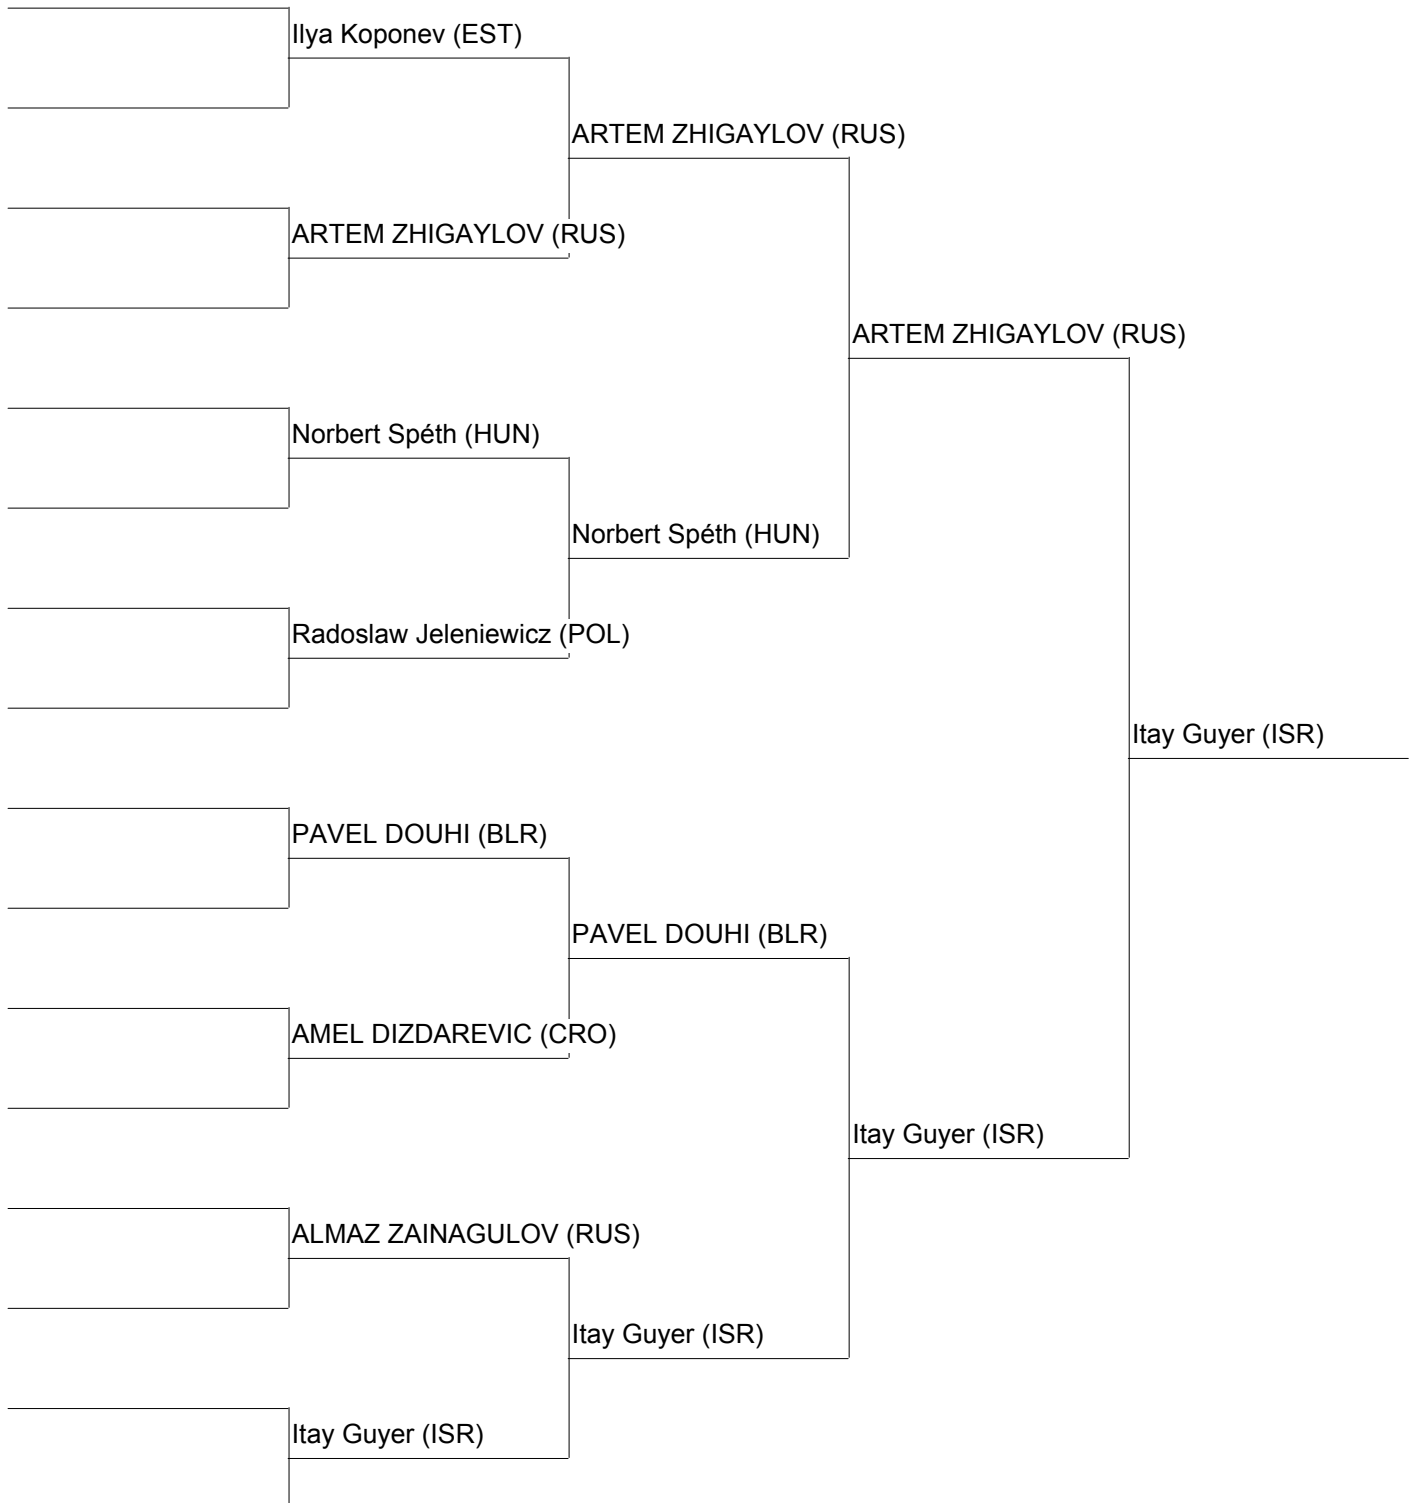 Ilya Koponev (EST)
ARTEM ZHIGAYLOV (RUS)
ARTEM ZHIGAYLOV (RUS)
ARTEM ZHIGAYLOV (RUS)
Norbert Spéth (HUN)
Norbert Spéth (HUN)
Radoslaw Jeleniewicz (POL)
Itay Guyer (ISR)
PAVEL DOUHI (BLR)
PAVEL DOUHI (BLR)
AMEL DIZDAREVIC (CRO)
Itay Guyer (ISR)
ALMAZ ZAINAGULOV (RUS)
Itay Guyer (ISR)
Itay Guyer (ISR)